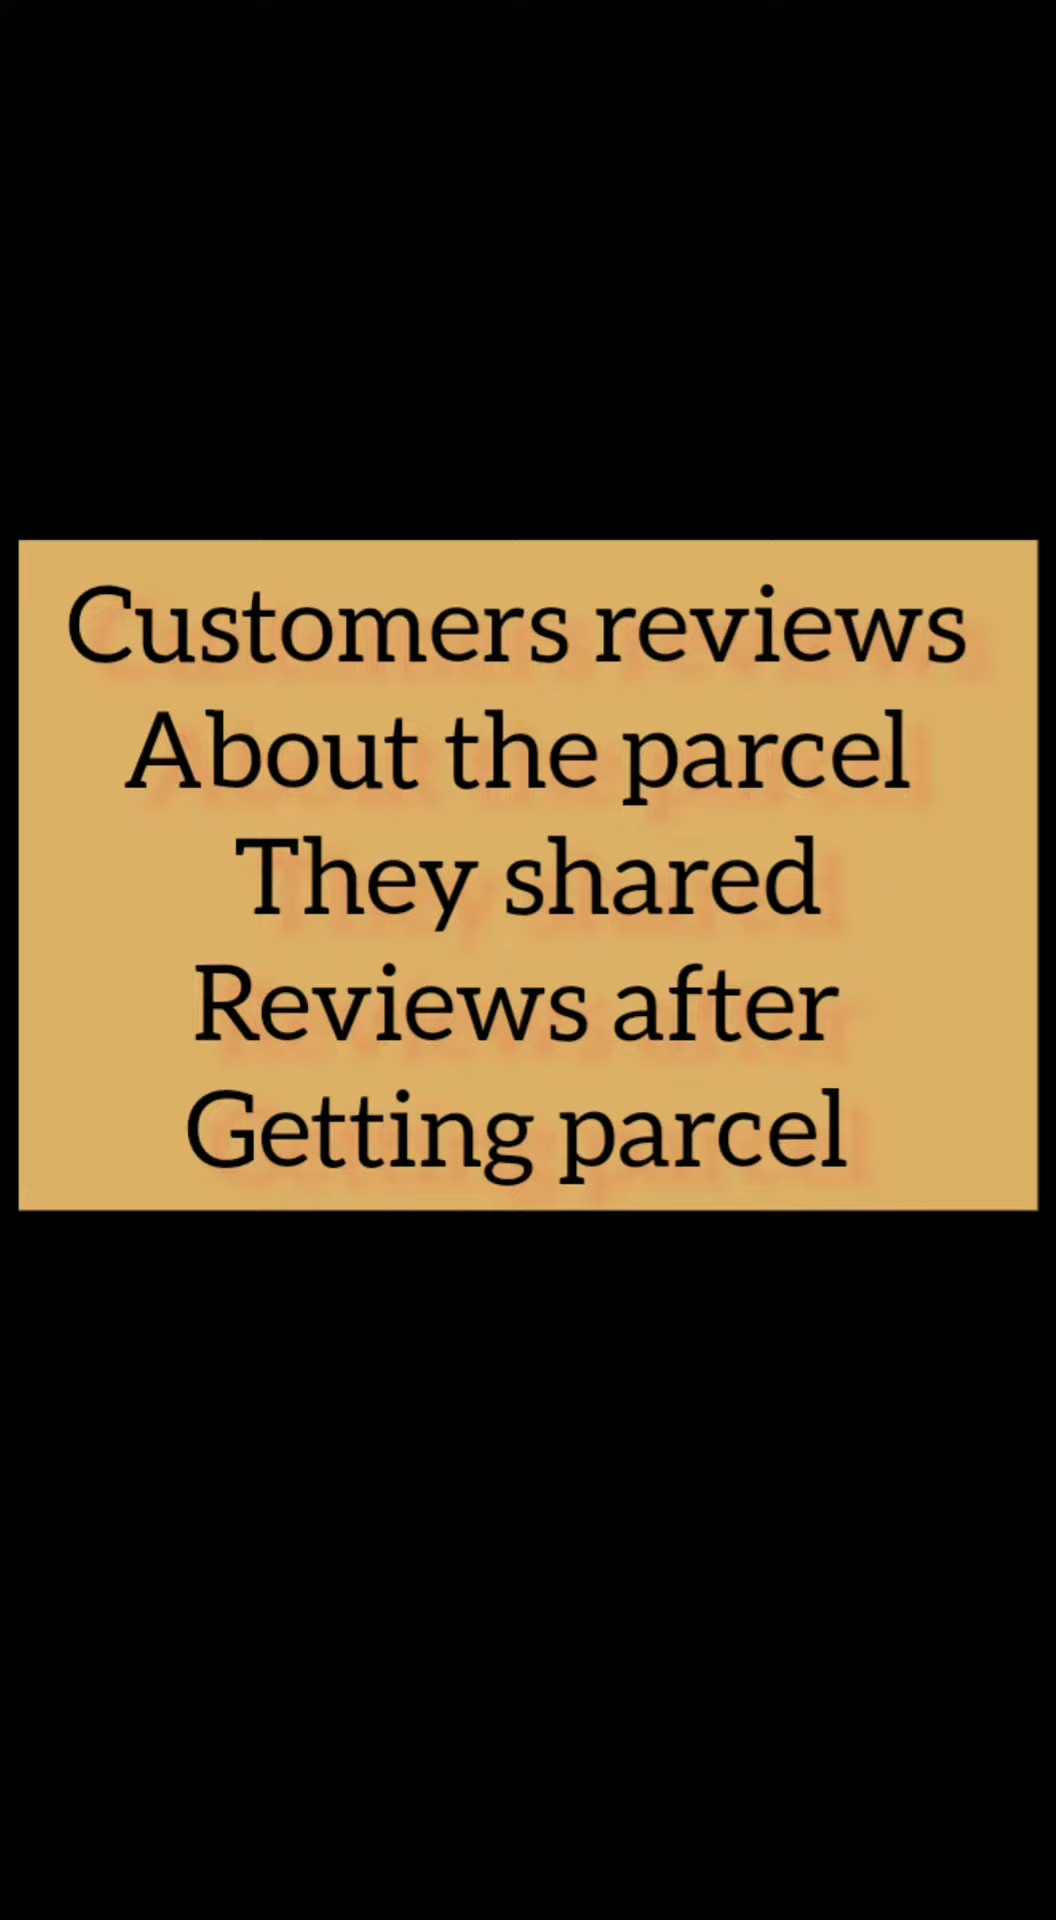 Customers reviews
About the parcel
They shared
Reviews after
Getting parcel